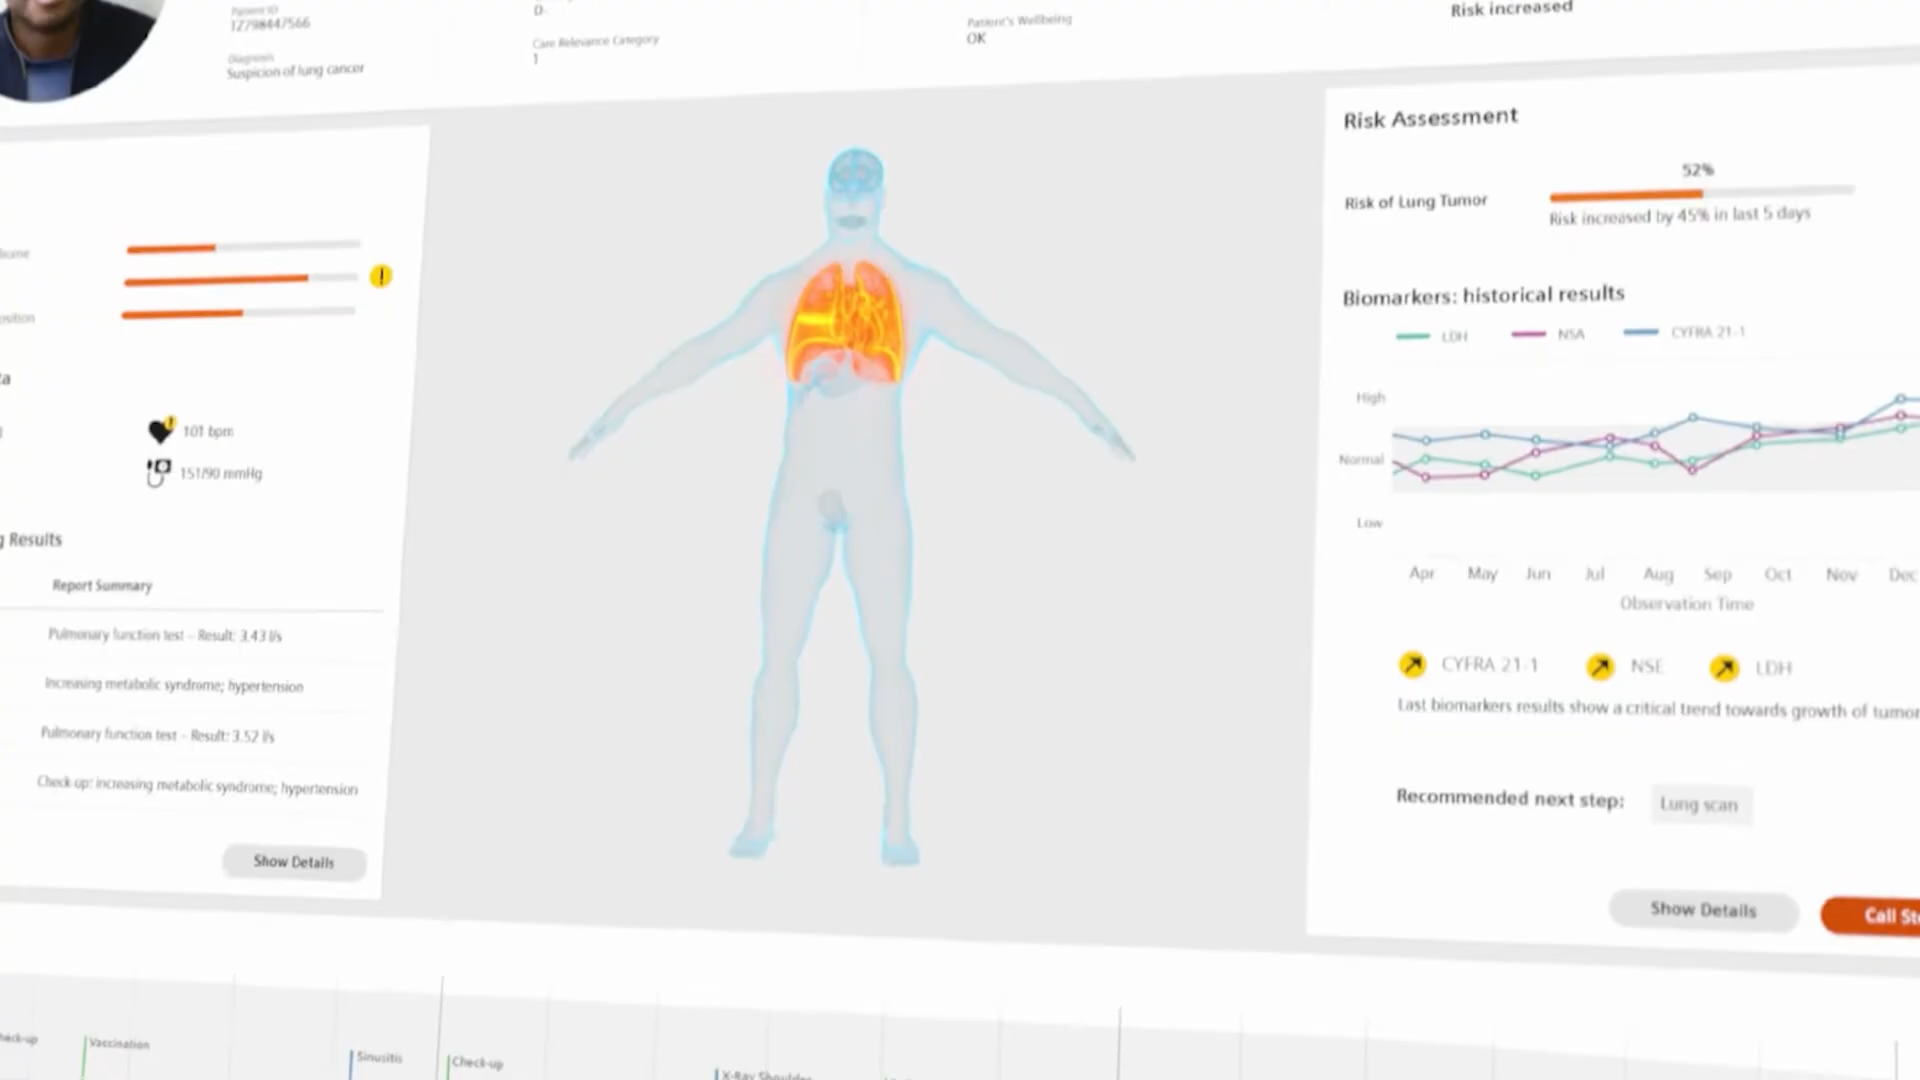 Patient ID
12798447566
Diagnosis
Suspicion of lung cancer
D-
Care Relevance Category
1
Patient's Wellbeing
OK
Risk increased
101 bpm
151/90 mmHg
Results
Report Summary
Pulmonary function test – Result: 3.43 l/s
Increasing metabolic syndrome; hypertension
Pulmonary function test – Result: 3.52 l/s
Check up: increasing metabolic syndrome; hypertension
Show Details
Risk Assessment
52%
Risk of Lung Tumor
Risk increased by 45% in last 5 days
Biomarkers: historical results
LDH NSA CYFRA 21-1
High
Normal
Low
Apr May Jun Jul Aug Sep Oct Nov Dec
Observation Time
CYFRA 21-1 NSE LDH
Last biomarkers results show a critical trend towards growth of tumor
Recommended next step: Lung scan
Show Details
Call
Vaccination
Sinusitis
Check-up
X-Ray Shoulder